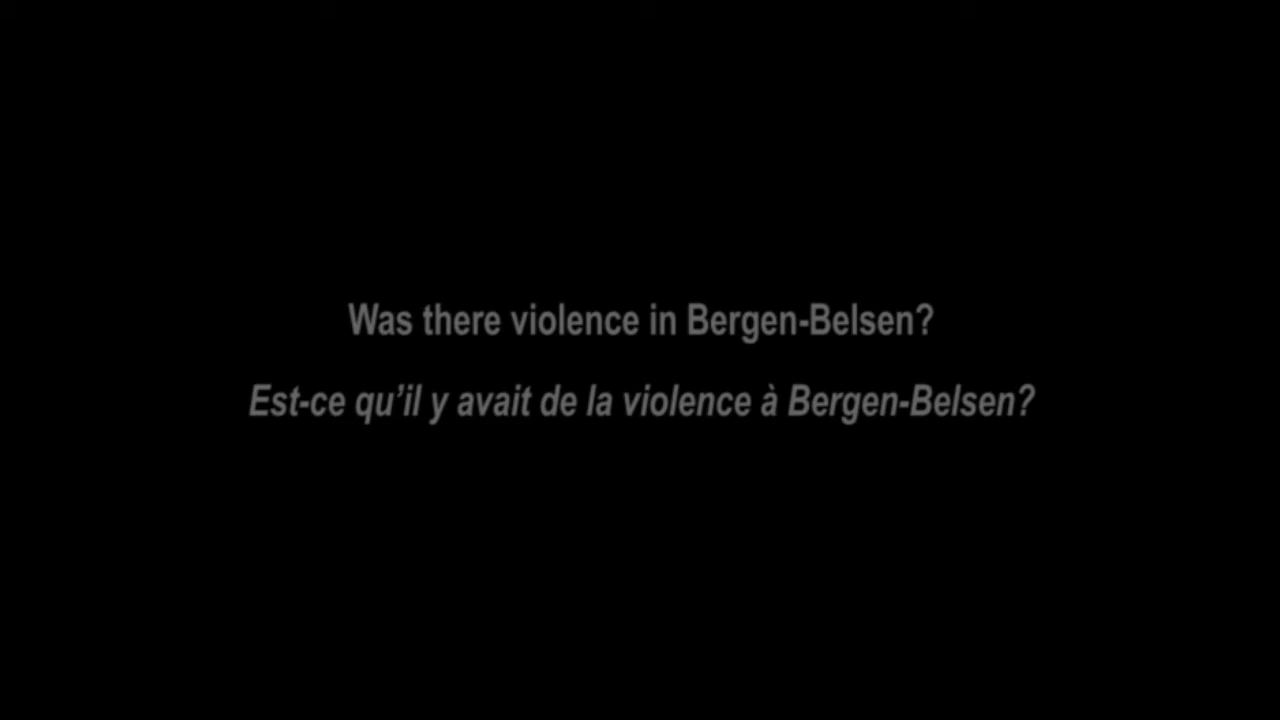 Was there violence in Bergen-Belsen?
Est-ce qu’il y avait de la violence à Bergen-Belsen?